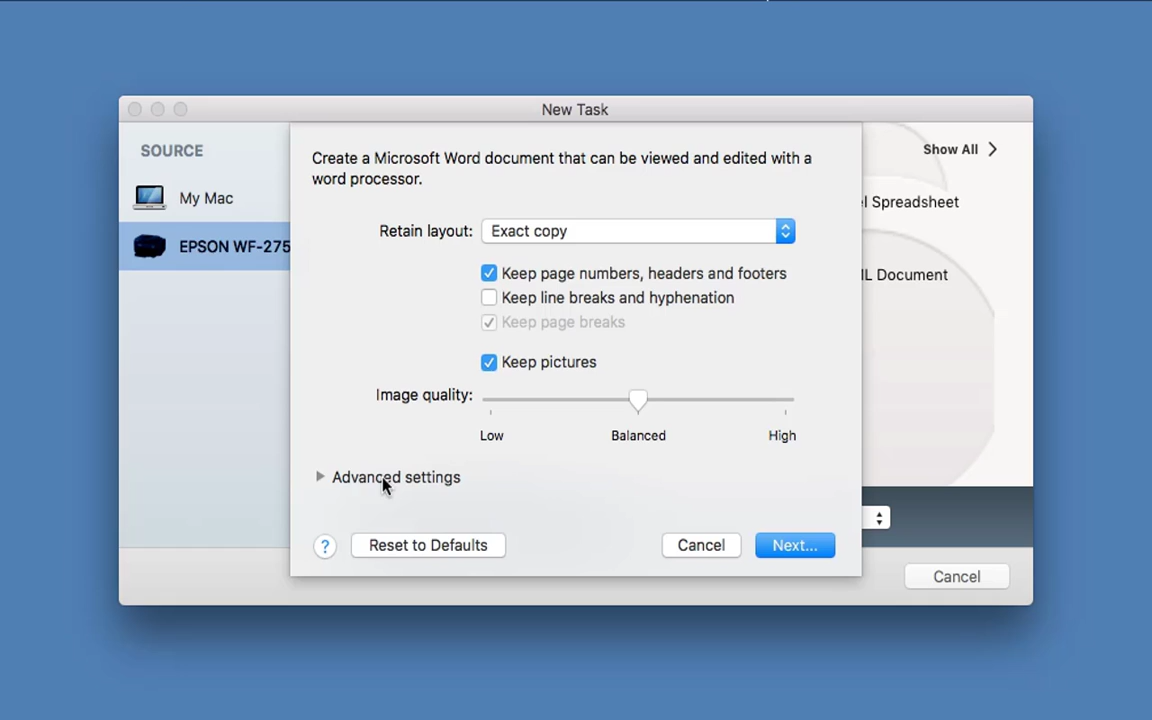 New Task
SOURCE
My Mac
EPSON WF-275
Show All
Spreadsheet
Document
Create a Microsoft Word document that can be viewed and edited with a
word processor.
Retain layout: Exact copy
Keep page numbers, headers and footers
Keep line breaks and hyphenation
Keep page breaks
Keep pictures
Image quality:
Low Balanced High
Advanced settings
? Reset to Defaults Cancel Next...
Cancel